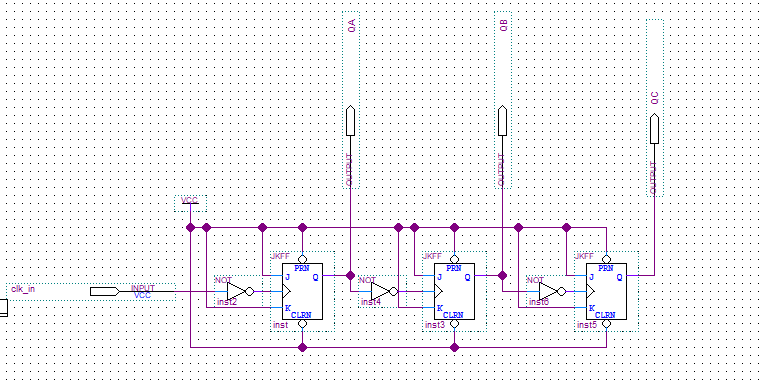 QA
QB
QC
OUTPUT
OUTPUT
OUTPUT
VCC
JKFF
PRN
J
Q
K
CLRN
inst
JKFF
PRN
J
Q
K
CLRN
inst3
JKFF
PRN
J
Q
K
CLRN
inst5
NOT
inst2
NOT
inst4
NOT
inst6
clk_in
INPUT
VCC